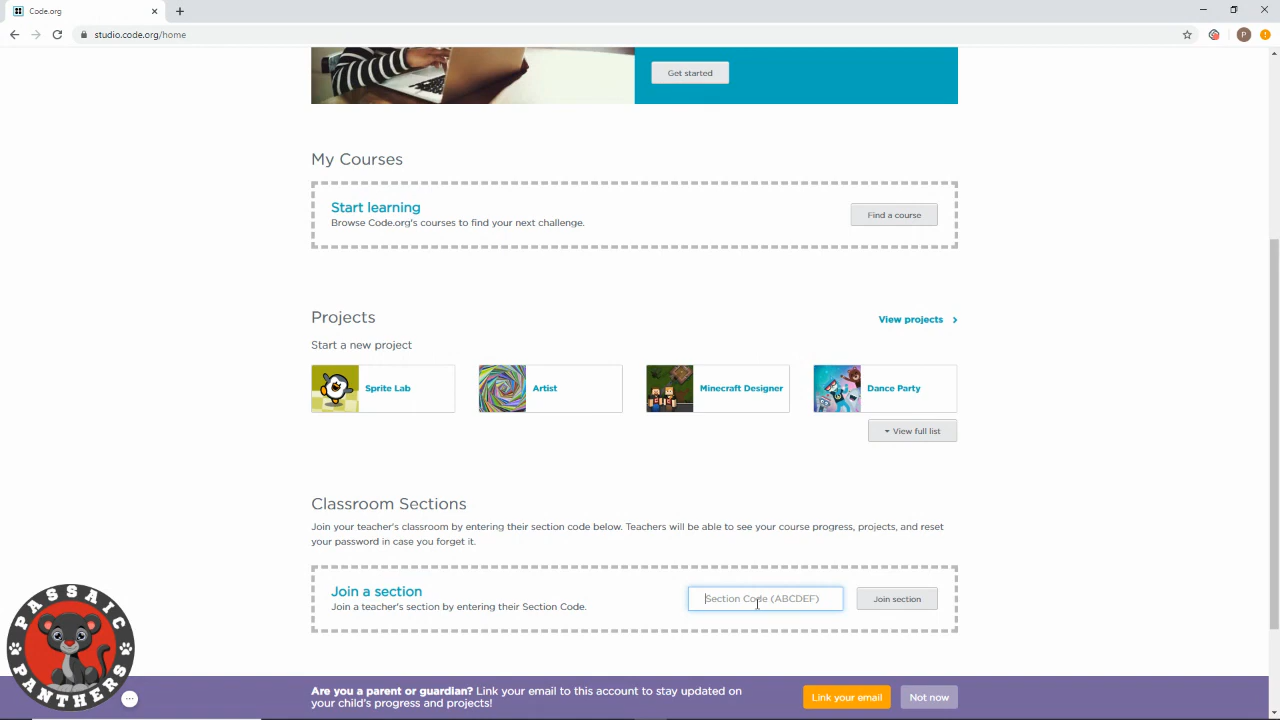 Code.org
studio.code.org/home
P
Get started
My Courses
Start learning
Browse Code.org's courses to find your next challenge.
Find a course
Projects
View projects
Start a new project
Sprite Lab
Artist
Minecraft Designer
Dance Party
View full list
Classroom Sections
Join your teacher's classroom by entering their section code below. Teachers will be able to see your course progress, projects, and reset
your password in case you forget it.
Join a section
Join a teacher's section by entering their Section Code.
Section Code (ABCDEF)
Join section
PASSAIC
PANTHERS
Are you a parent or guardian? Link your email to this account to stay updated on
your child's progress and projects!
Link your email
Not now